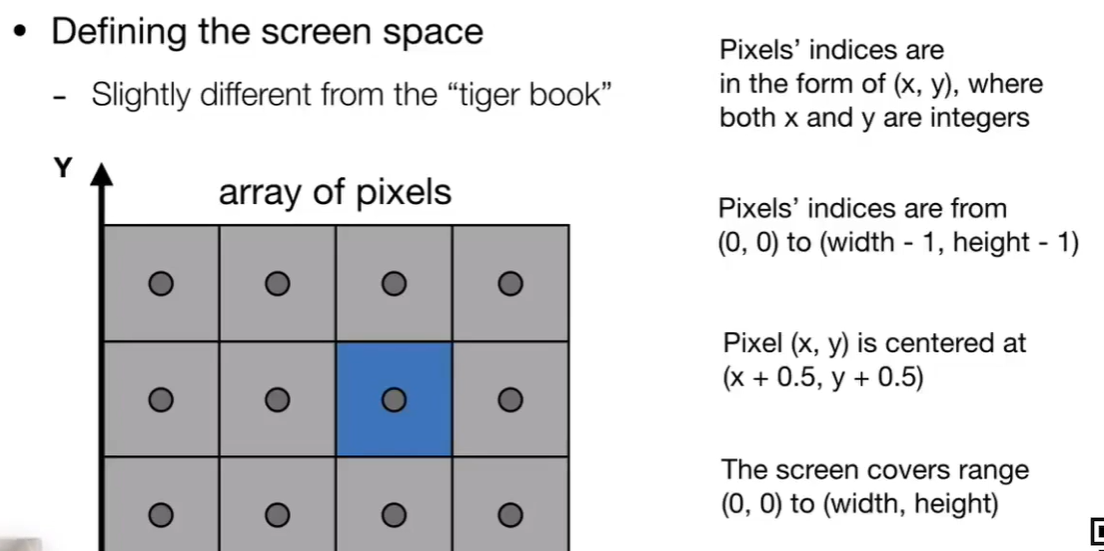 • Defining the screen space
- Slightly different from the “tiger book”
Y
array of pixels
Pixels’ indices are
in the form of (x, y), where
both x and y are integers
Pixels’ indices are from
(0, 0) to (width - 1, height - 1)
Pixel (x, y) is centered at
(x + 0.5, y + 0.5)
The screen covers range
(0, 0) to (width, height)